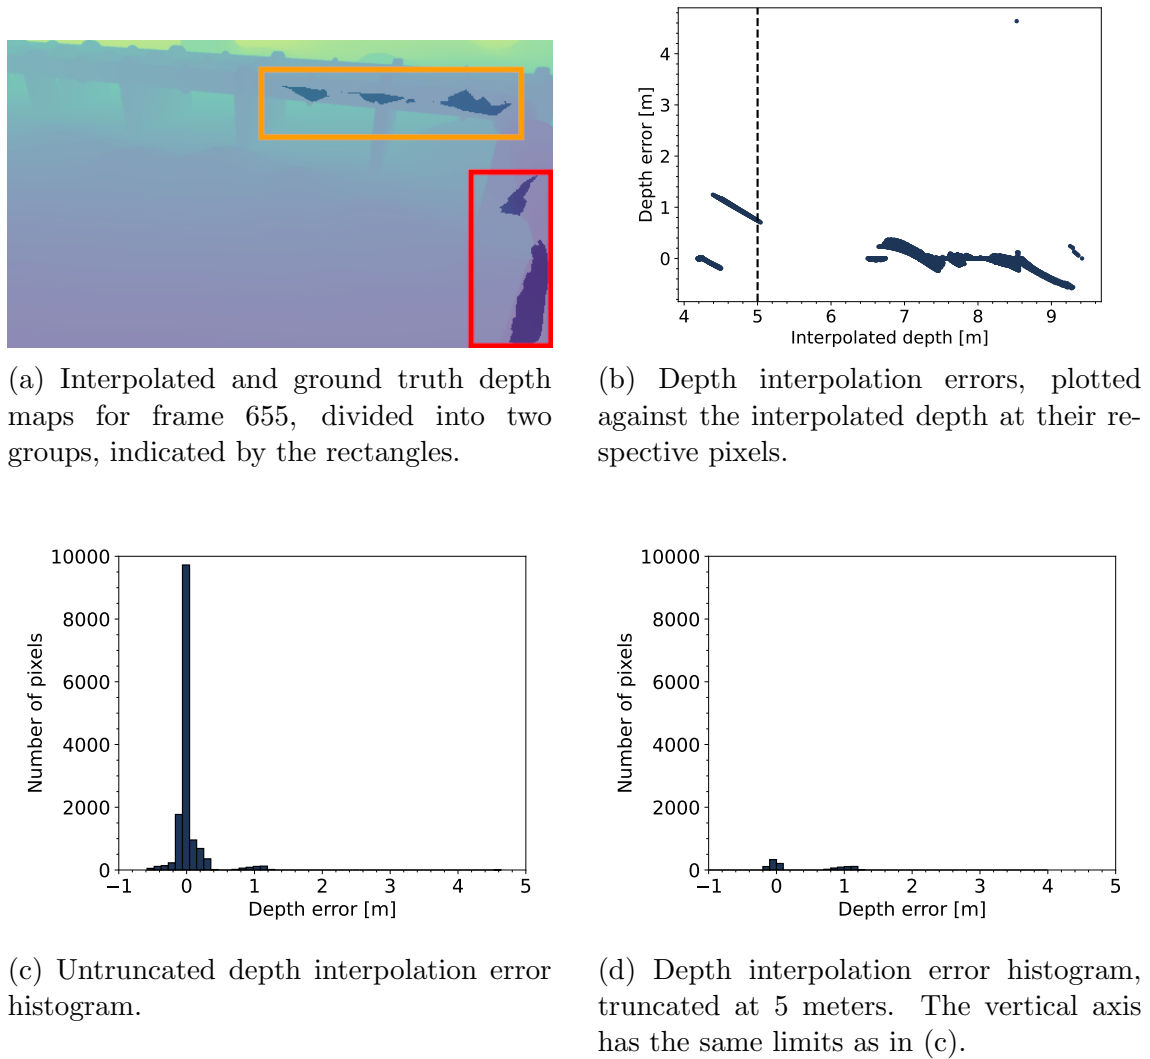 4
3
2
1
0
Depth error [m]
4 5 6 7 8 9
Interpolated depth [m]
(a) Interpolated and ground truth depth
maps for frame 655, divided into two
groups, indicated by the rectangles.
(b) Depth interpolation errors, plotted
against the interpolated depth at their re-
spective pixels.
10000
8000
6000
4000
2000
0
Number of pixels
−1 0 1 2 3 4 5
Depth error [m]
10000
8000
6000
4000
2000
0
Number of pixels
−1 0 1 2 3 4 5
Depth error [m]
(c) Untruncated depth interpolation error
histogram.
(d) Depth interpolation error histogram,
truncated at 5 meters. The vertical axis
has the same limits as in (c).